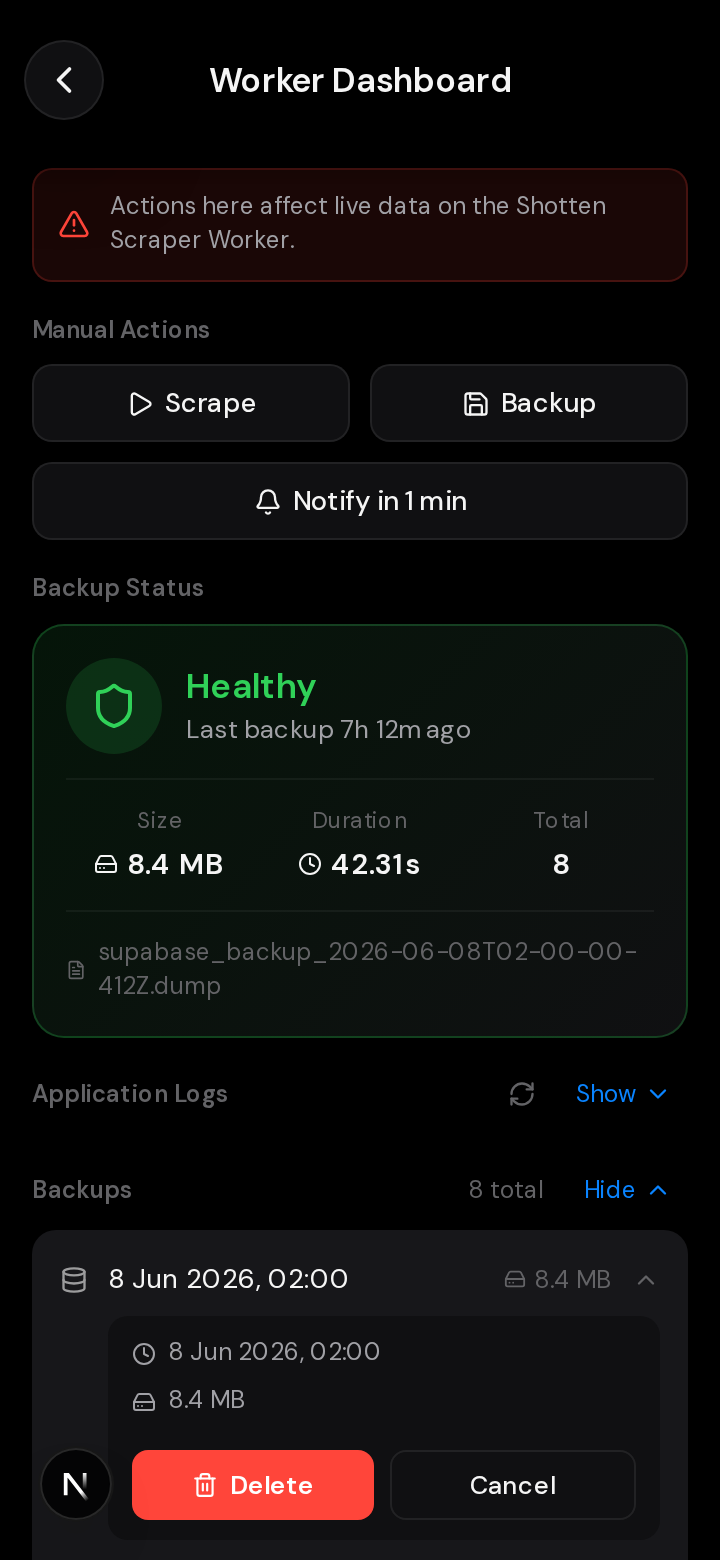 Worker Dashboard
Actions here affect live data on the Shotten
Scraper Worker.
Manual Actions
Scrape
Backup
Notify in 1 min
Backup Status
Healthy
Last backup 7h 12m ago
Size
Duration
Total
8.4 MB
42.31s
8
supabase_backup_2026-06-08T02-00-00-
412Z.dump
Application Logs
Show
Backups
8 total
Hide
8 Jun 2026, 02:00
8.4 MB
8 Jun 2026, 02:00
8.4 MB
N
Delete
Cancel